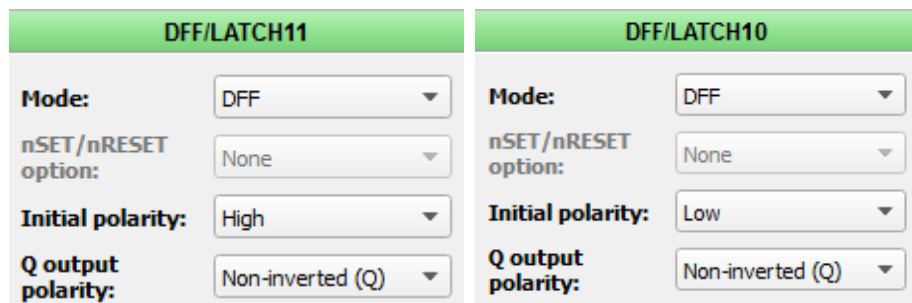 DFF/LATCH11
Mode: DFF
nSET/nRESET
option: None
Initial polarity: High
Q output
polarity: Non-inverted (Q)
DFF/LATCH10
Mode: DFF
nSET/nRESET
option: None
Initial polarity: Low
Q output
polarity: Non-inverted (Q)